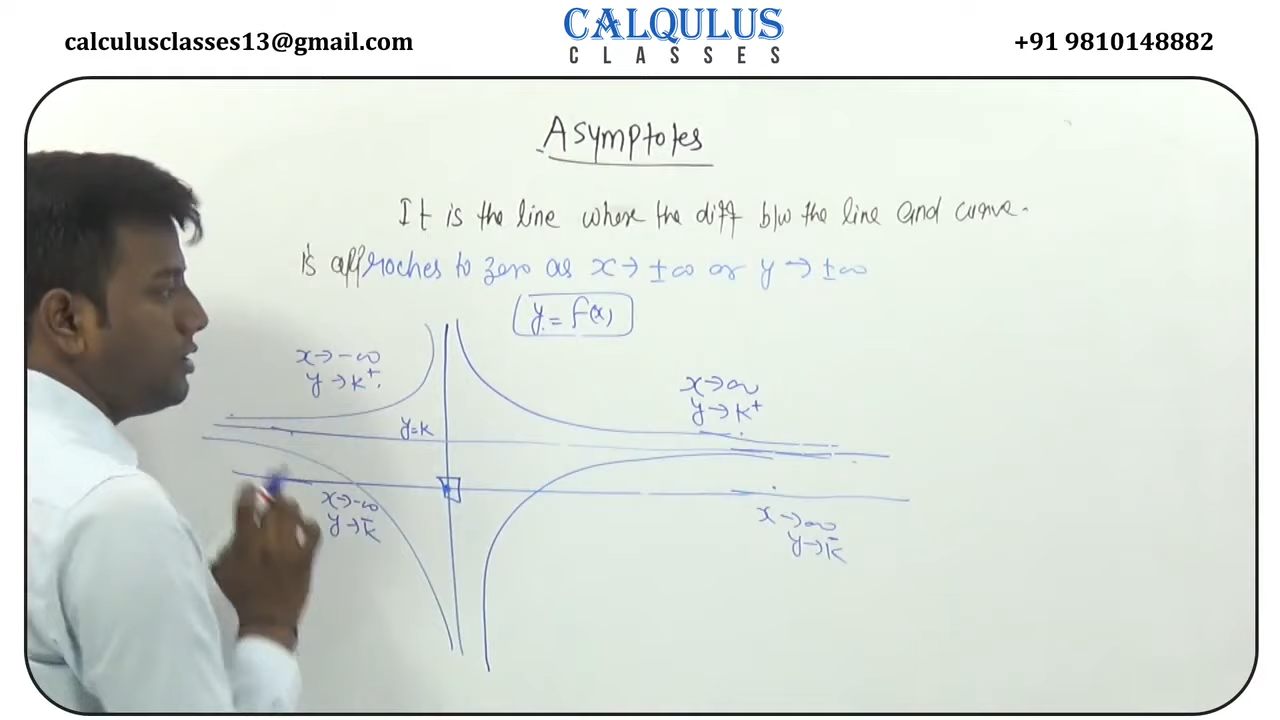 calculusclasses13@gmail.com
CALQULUS
CLASSES
+91 9810148882
Asymptotes
It is the line where the diff b/w the line and curve.
is approches to zero as x→ ±∞ or y → ±∞
y = f(x)
x→ -∞
y → k⁺
x→∞
y→ k⁺
y=k
x→-∞
y→k⁻
x→∞
y→k⁻